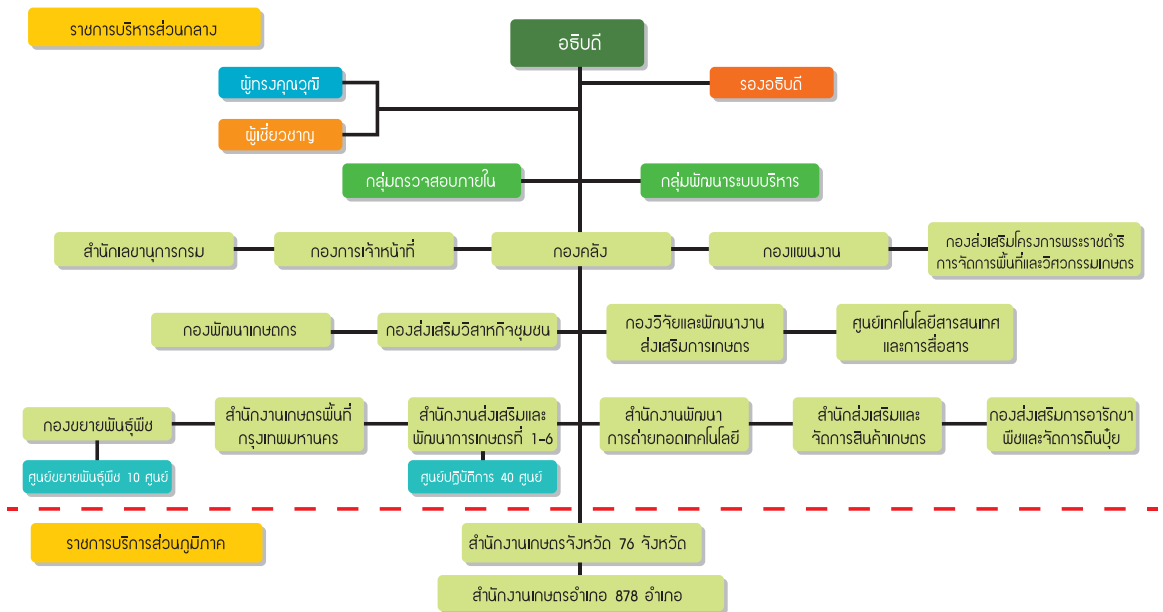 ราชการบริหารส่วนกลาง
อธิบดี
ผู้ทรงคุณวุฒิ
รองอธิบดี
ผู้เชี่ยวชาญ
กลุ่มตรวจสอบภายใน
กลุ่มพัฒนาระบบบริหาร
สำนักเลขานุการกรม
กองการเจ้าหน้าที่
กองคลัง
กองแผนงาน
กองส่งเสริมโครงการพระราชดำริ
การจัดการพื้นที่และวิศวกรรมเกษตร
กองพัฒนาเกษตกร
กองส่งเสริมวิสาหกิจชุมชน
กองวิจัยและพัฒนางาน
ส่งเสริมการเกษตร
ศูนย์เทคโนโลยีสารสนเทศ
และการสื่อสาร
กองขยายพันธุ์พืช
สำนักงานเกษตรพื้นที่
กรุงเทพมหานคร
สำนักงานส่งเสริมและ
พัฒนาการเกษตรที่ 1-6
สำนักงานพัฒนา
การถ่ายทอดเทคโนโลยี
สำนักส่งเสริมและ
จัดการสินค้าเกษตร
กองส่งเสริมการอารักขา
พืชและจัดการดินปุ๋ย
ศูนย์ขยายพันธุ์พืช 10 ศูนย์
ศูนย์ปฏิบัติการ 40 ศูนย์
ราชการบริการส่วนภูมิภาค
สำนักงานเกษตรจังหวัด 76 จังหวัด
สำนักงานเกษตรอำเภอ 878 อำเภอ